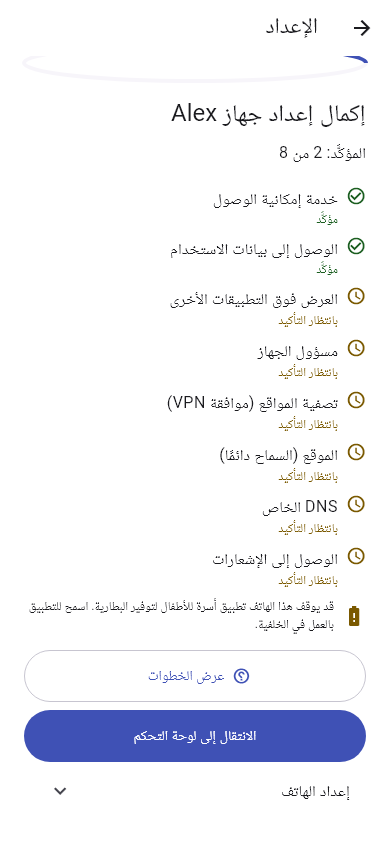 الإعداد
إكمال إعداد جهاز Alex
المؤكَّد: 2 من 8
خدمة إمكانية الوصول
مؤكَّد
الوصول إلى بيانات الاستخدام
مؤكَّد
العرض فوق التطبيقات الأخرى
بانتظار التأكيد
مسؤول الجهاز
بانتظار التأكيد
تصفية المواقع (موافقة VPN)
بانتظار التأكيد
الموقع (السماح دائمًا)
بانتظار التأكيد
DNS الخاص
بانتظار التأكيد
الوصول إلى الإشعارات
بانتظار التأكيد
قد يوقف هذا الهاتف تطبيق أسرة للأطفال لتوفير البطارية. اسمح للتطبيق
بالعمل في الخلفية.
عرض الخطوات
الانتقال إلى لوحة التحكم
إعداد الهاتف